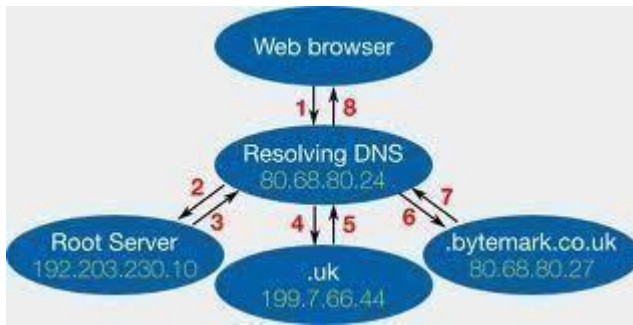 Web browser
1
8
Resolving DNS
80.68.80.24
2
3
4
5
6
7
Root Server
192.203.230.10
.uk
199.7.66.44
.bytemark.co.uk
80.68.80.27